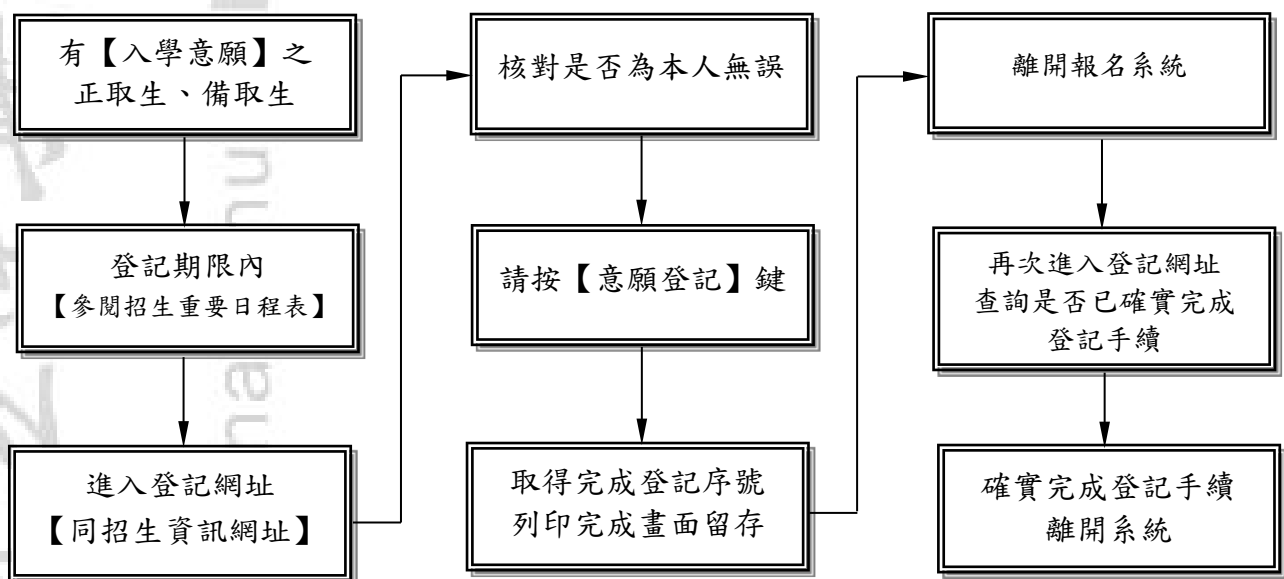 有【入學意願】之
正取生、備取生
登記期限內
【參閱招生重要日程表】
進入登記網址
【同招生資訊網址】
核對是否為本人無誤
請按【意願登記】鍵
取得完成登記序號
列印完成畫面留存
離開報名系統
再次進入登記網址
查詢是否已確實完成
登記手續
確實完成登記手續
離開系統